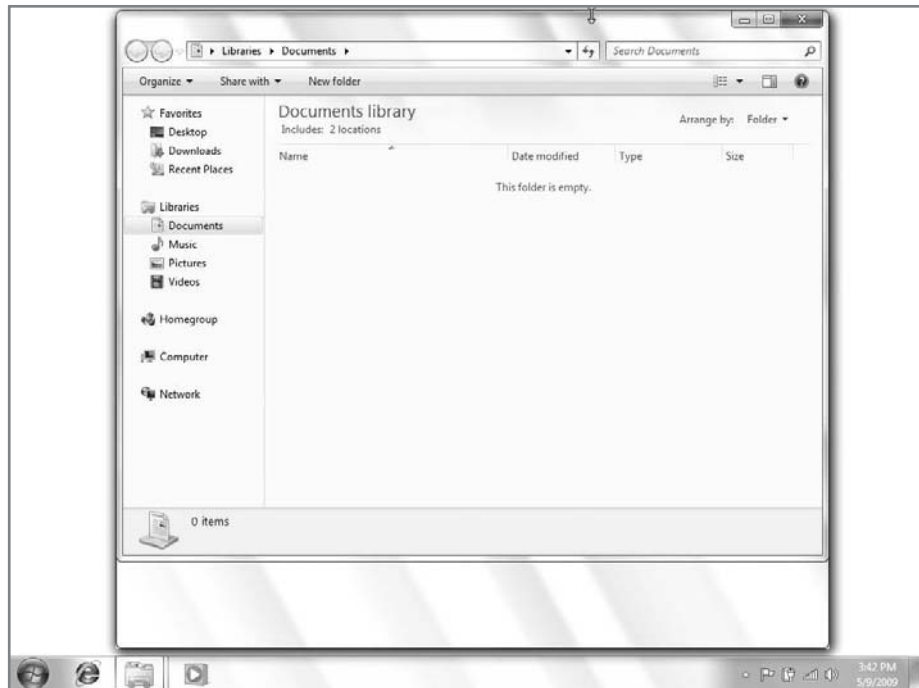 Libraries Documents Search Documents
Organize Share with New folder
Favorites
Desktop
Downloads
Recent Places
Libraries
Documents
Music
Pictures
Videos
Homegroup
Computer
Network
Documents library
Includes: 2 locations
Arrange by: Folder
Name Date modified Type Size
This folder is empty.
0 items
3:42 PM
5/9/2009